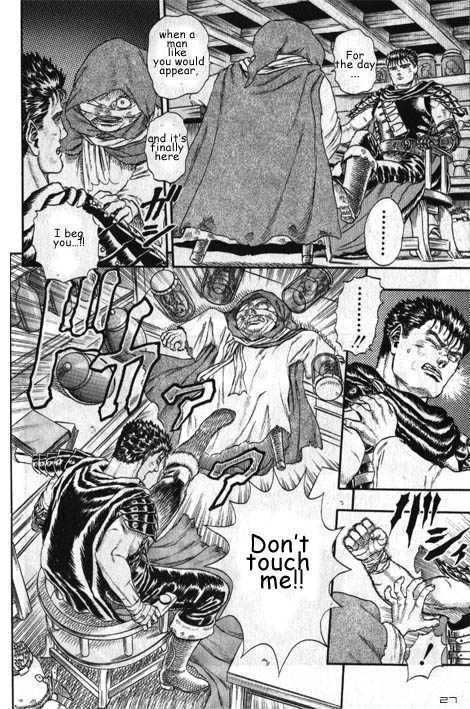 For
the day
...
when a
man
like
you would
appear,
and it's
finally
here
.........
I beg
you...!!
........!!
!
Don't
touch
me!!
27